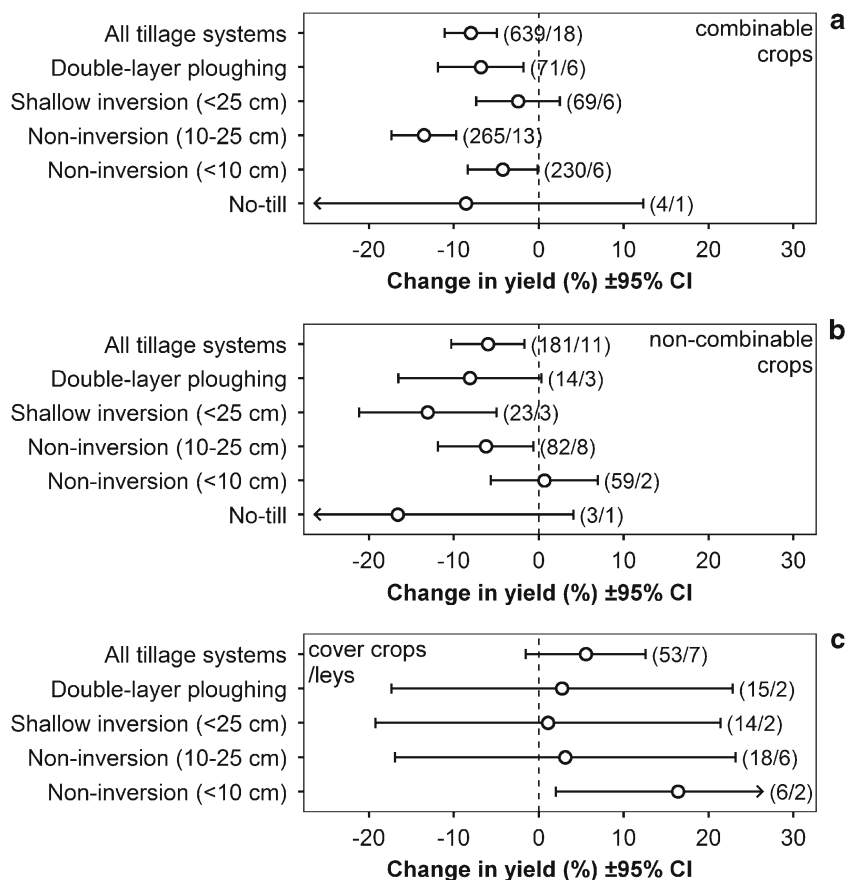 a
combinable
crops
All tillage systems (639/18)
Double-layer ploughing (71/6)
Shallow inversion (<25 cm) (69/6)
Non-inversion (10-25 cm) (265/13)
Non-inversion (<10 cm) (230/6)
No-till (4/1)
-20 -10 0 10 20 30
Change in yield (%) ±95% CI
b
non-combinable
crops
All tillage systems (181/11)
Double-layer ploughing (14/3)
Shallow inversion (<25 cm) (23/3)
Non-inversion (10-25 cm) (82/8)
Non-inversion (<10 cm) (59/2)
No-till (3/1)
-20 -10 0 10 20 30
Change in yield (%) ±95% CI
c
cover crops
/leys
All tillage systems (53/7)
Double-layer ploughing (15/2)
Shallow inversion (<25 cm) (14/2)
Non-inversion (10-25 cm) (18/6)
Non-inversion (<10 cm) (6/2)
-20 -10 0 10 20 30
Change in yield (%) ±95% CI